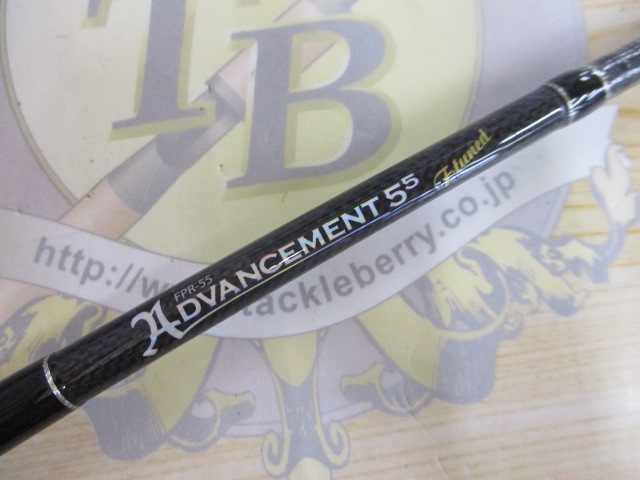 TB
FPR-55
ADVANCEMENT 55
T-tuned
http://w tackleberry.co.jp